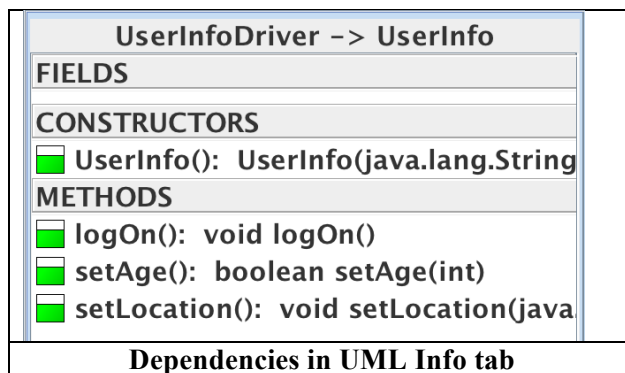 UserInfoDriver -> UserInfo
FIELDS
CONSTRUCTORS
UserInfo(): UserInfo(java.lang.String
METHODS
logOn(): void logOn()
setAge(): boolean setAge(int)
setLocation(): void setLocation(java.
Dependencies in UML Info tab